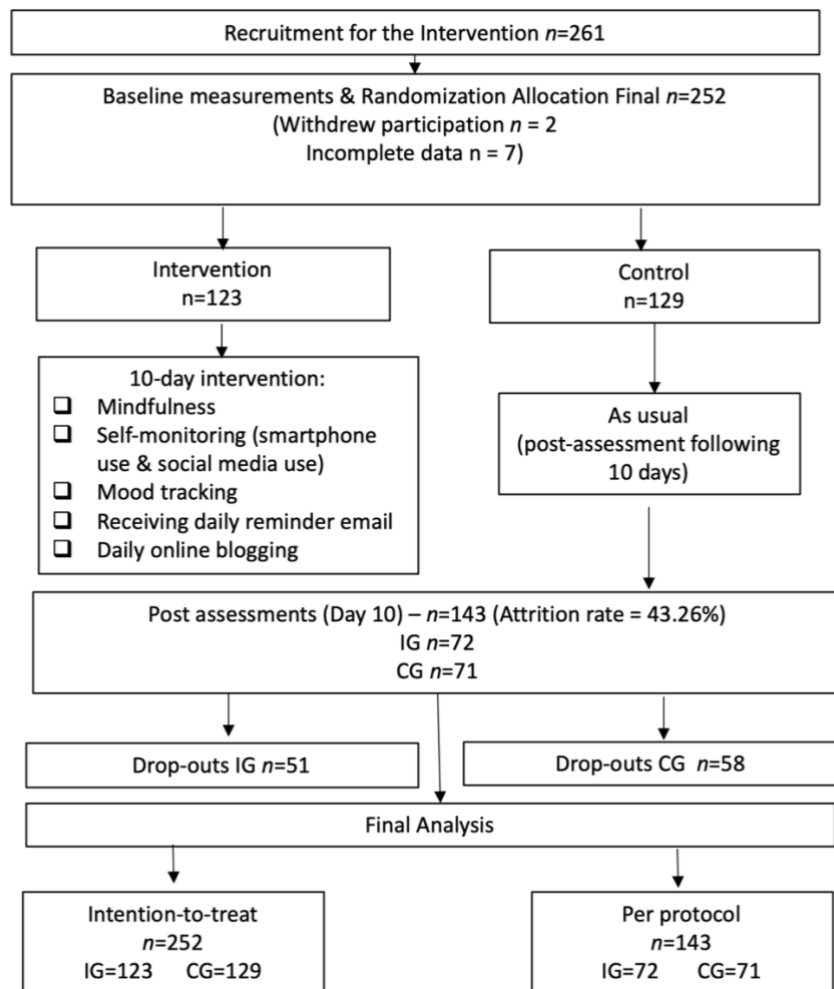 Recruitment for the Intervention n=261
Baseline measurements & Randomization Allocation Final n=252
(Withdrew participation n = 2
Incomplete data n = 7)
Intervention
n=123
Control
n=129
10-day intervention:
Mindfulness
Self-monitoring (smartphone
use & social media use)
Mood tracking
Receiving daily reminder email
Daily online blogging
As usual
(post-assessment following
10 days)
Post assessments (Day 10) – n=143 (Attrition rate = 43.26%)
IG n=72
CG n=71
Drop-outs IG n=51
Drop-outs CG n=58
Final Analysis
Intention-to-treat
n=252
IG=123 CG=129
Per protocol
n=143
IG=72 CG=71